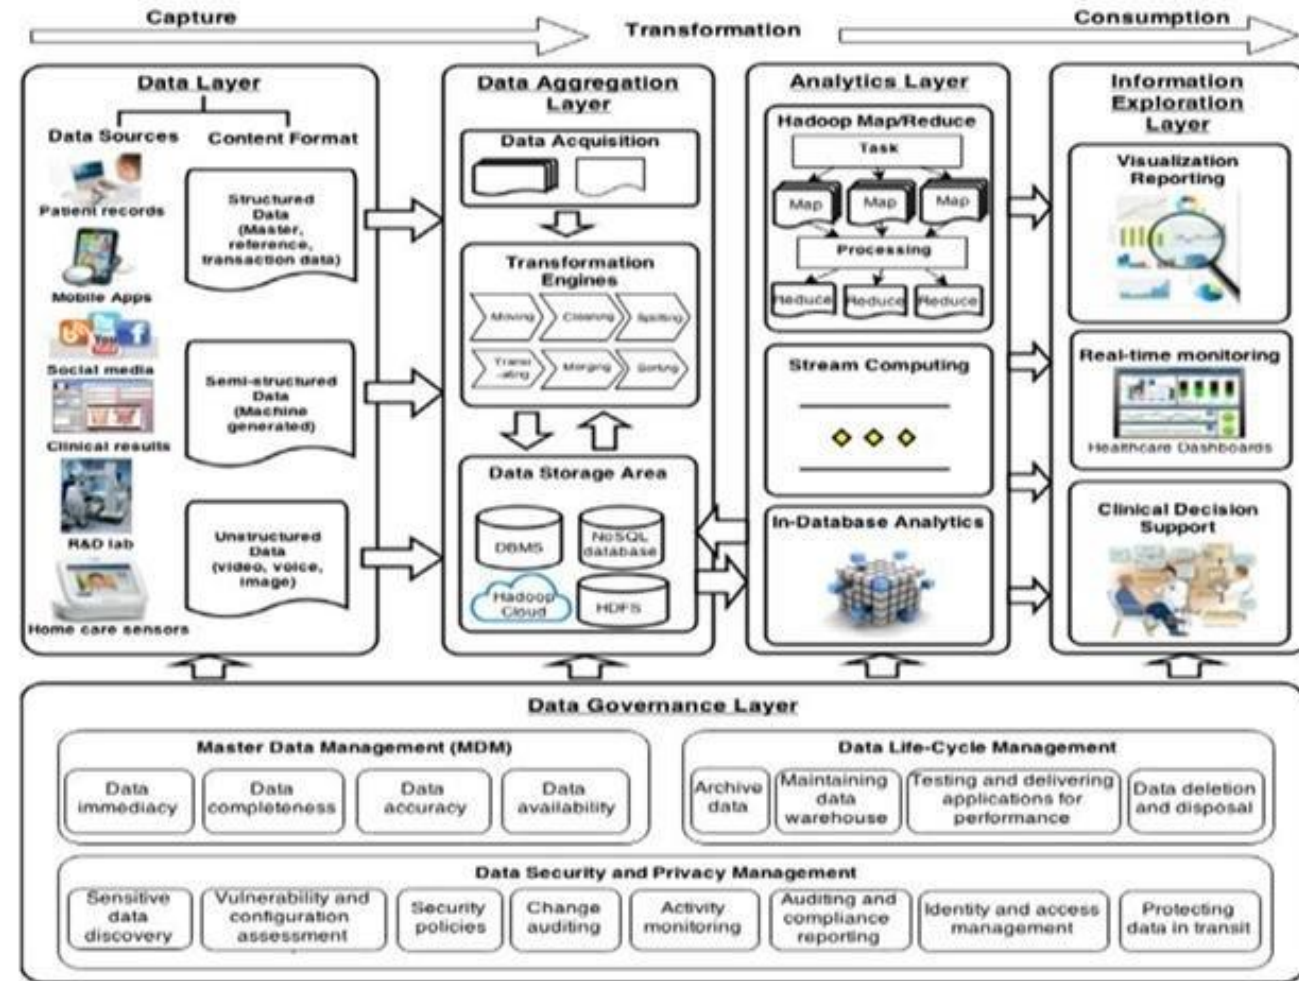 Capture
Transformation
Consumption
Data Layer
Data Sources
Content Format
Patient records
Mobile Apps
Social media
Clinical results
R&D lab
Home care sensors
Structured
Data
(Master,
reference,
transaction data)
Semi-structured
Data
(Machine
generated)
Unstructured
Data
(video, voice,
image)
Data Aggregation
Layer
Data Acquisition
Transformation
Engines
Moving
Cleaning
Splitting
Transl
-ating
Merging
Sorting
Data Storage Area
DBMS
NoSQL
database
Hadoop
Cloud
HDFS
Analytics Layer
Hadoop Map/Reduce
Task
Map
Map
Map
Processing
Reduce
Reduce
Reduce
Stream Computing
In-Database Analytics
Information
Exploration
Layer
Visualization
Reporting
Real-time monitoring
Healthcare Dashboards
Clinical Decision
Support
Data Governance Layer
Master Data Management (MDM)
Data
immediacy
Data
completeness
Data
accuracy
Data
availability
Data Life-Cycle Management
Archive
data
Maintaining
data
warehouse
Testing and delivering
applications for
performance
Data deletion
and disposal
Data Security and Privacy Management
Sensitive
data
discovery
Vulnerability and
configuration
assessment
Security
policies
Change
auditing
Activity
monitoring
Auditing and
compliance
reporting
Identity and access
management
Protecting
data in transit